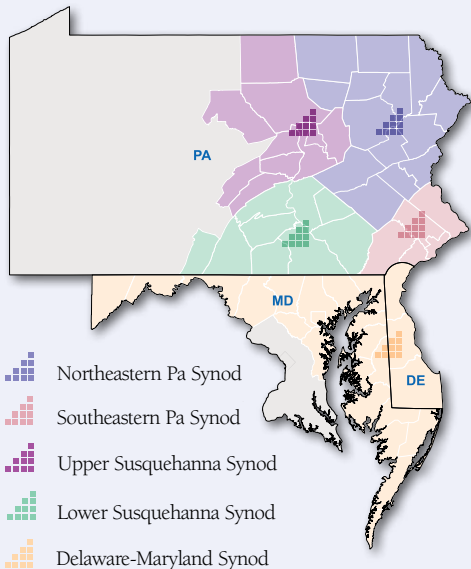 PA
MD
DE
Northeastern Pa Synod
Southeastern Pa Synod
Upper Susquehanna Synod
Lower Susquehanna Synod
Delaware-Maryland Synod